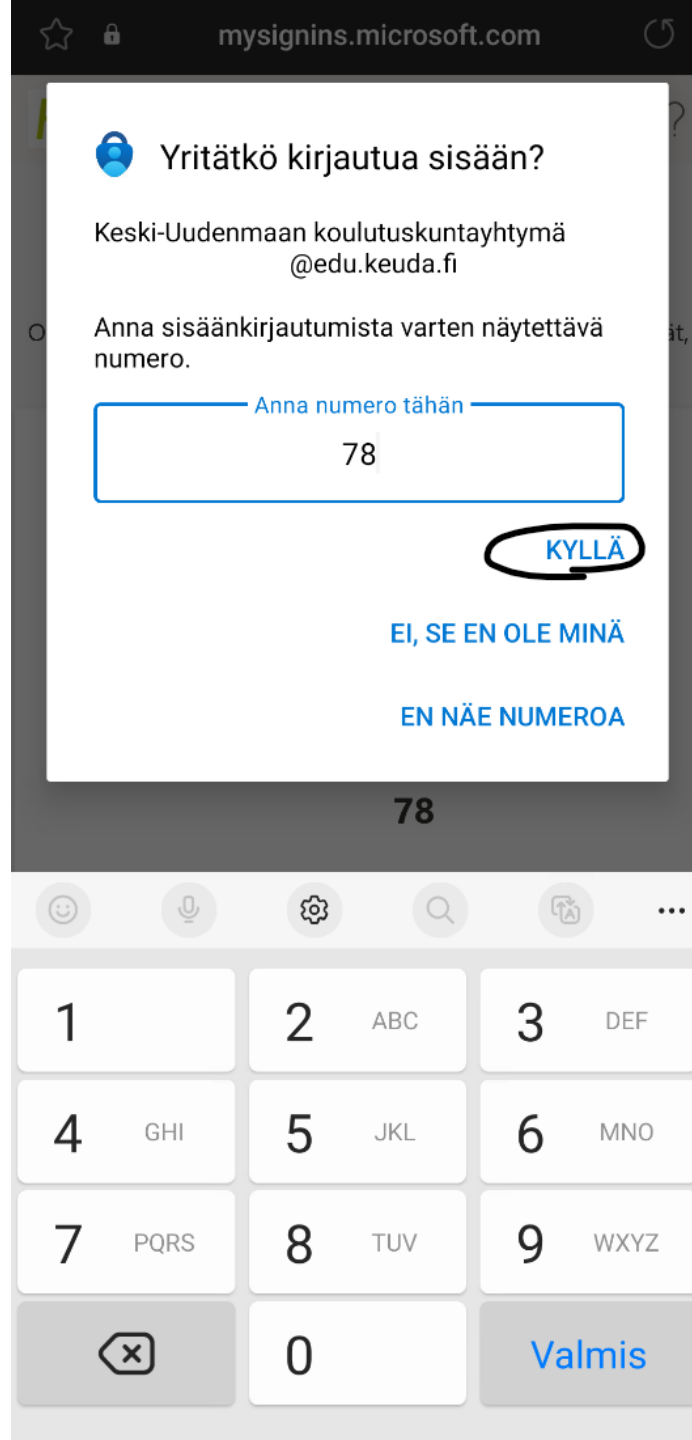 mysignins.microsoft.com
?
Yritätkö kirjautua sisään?
Keski-Uudenmaan koulutuskuntayhtymä
@edu.keuda.fi
Anna sisäänkirjautumista varten näytettävä
numero.
Anna numero tähän
78
KYLLÄ
EI, SE EN OLE MINÄ
EN NÄE NUMEROA
78
1
2 ABC
3 DEF
4 GHI
5 JKL
6 MNO
7 PQRS
8 TUV
9 WXYZ
0
Valmis